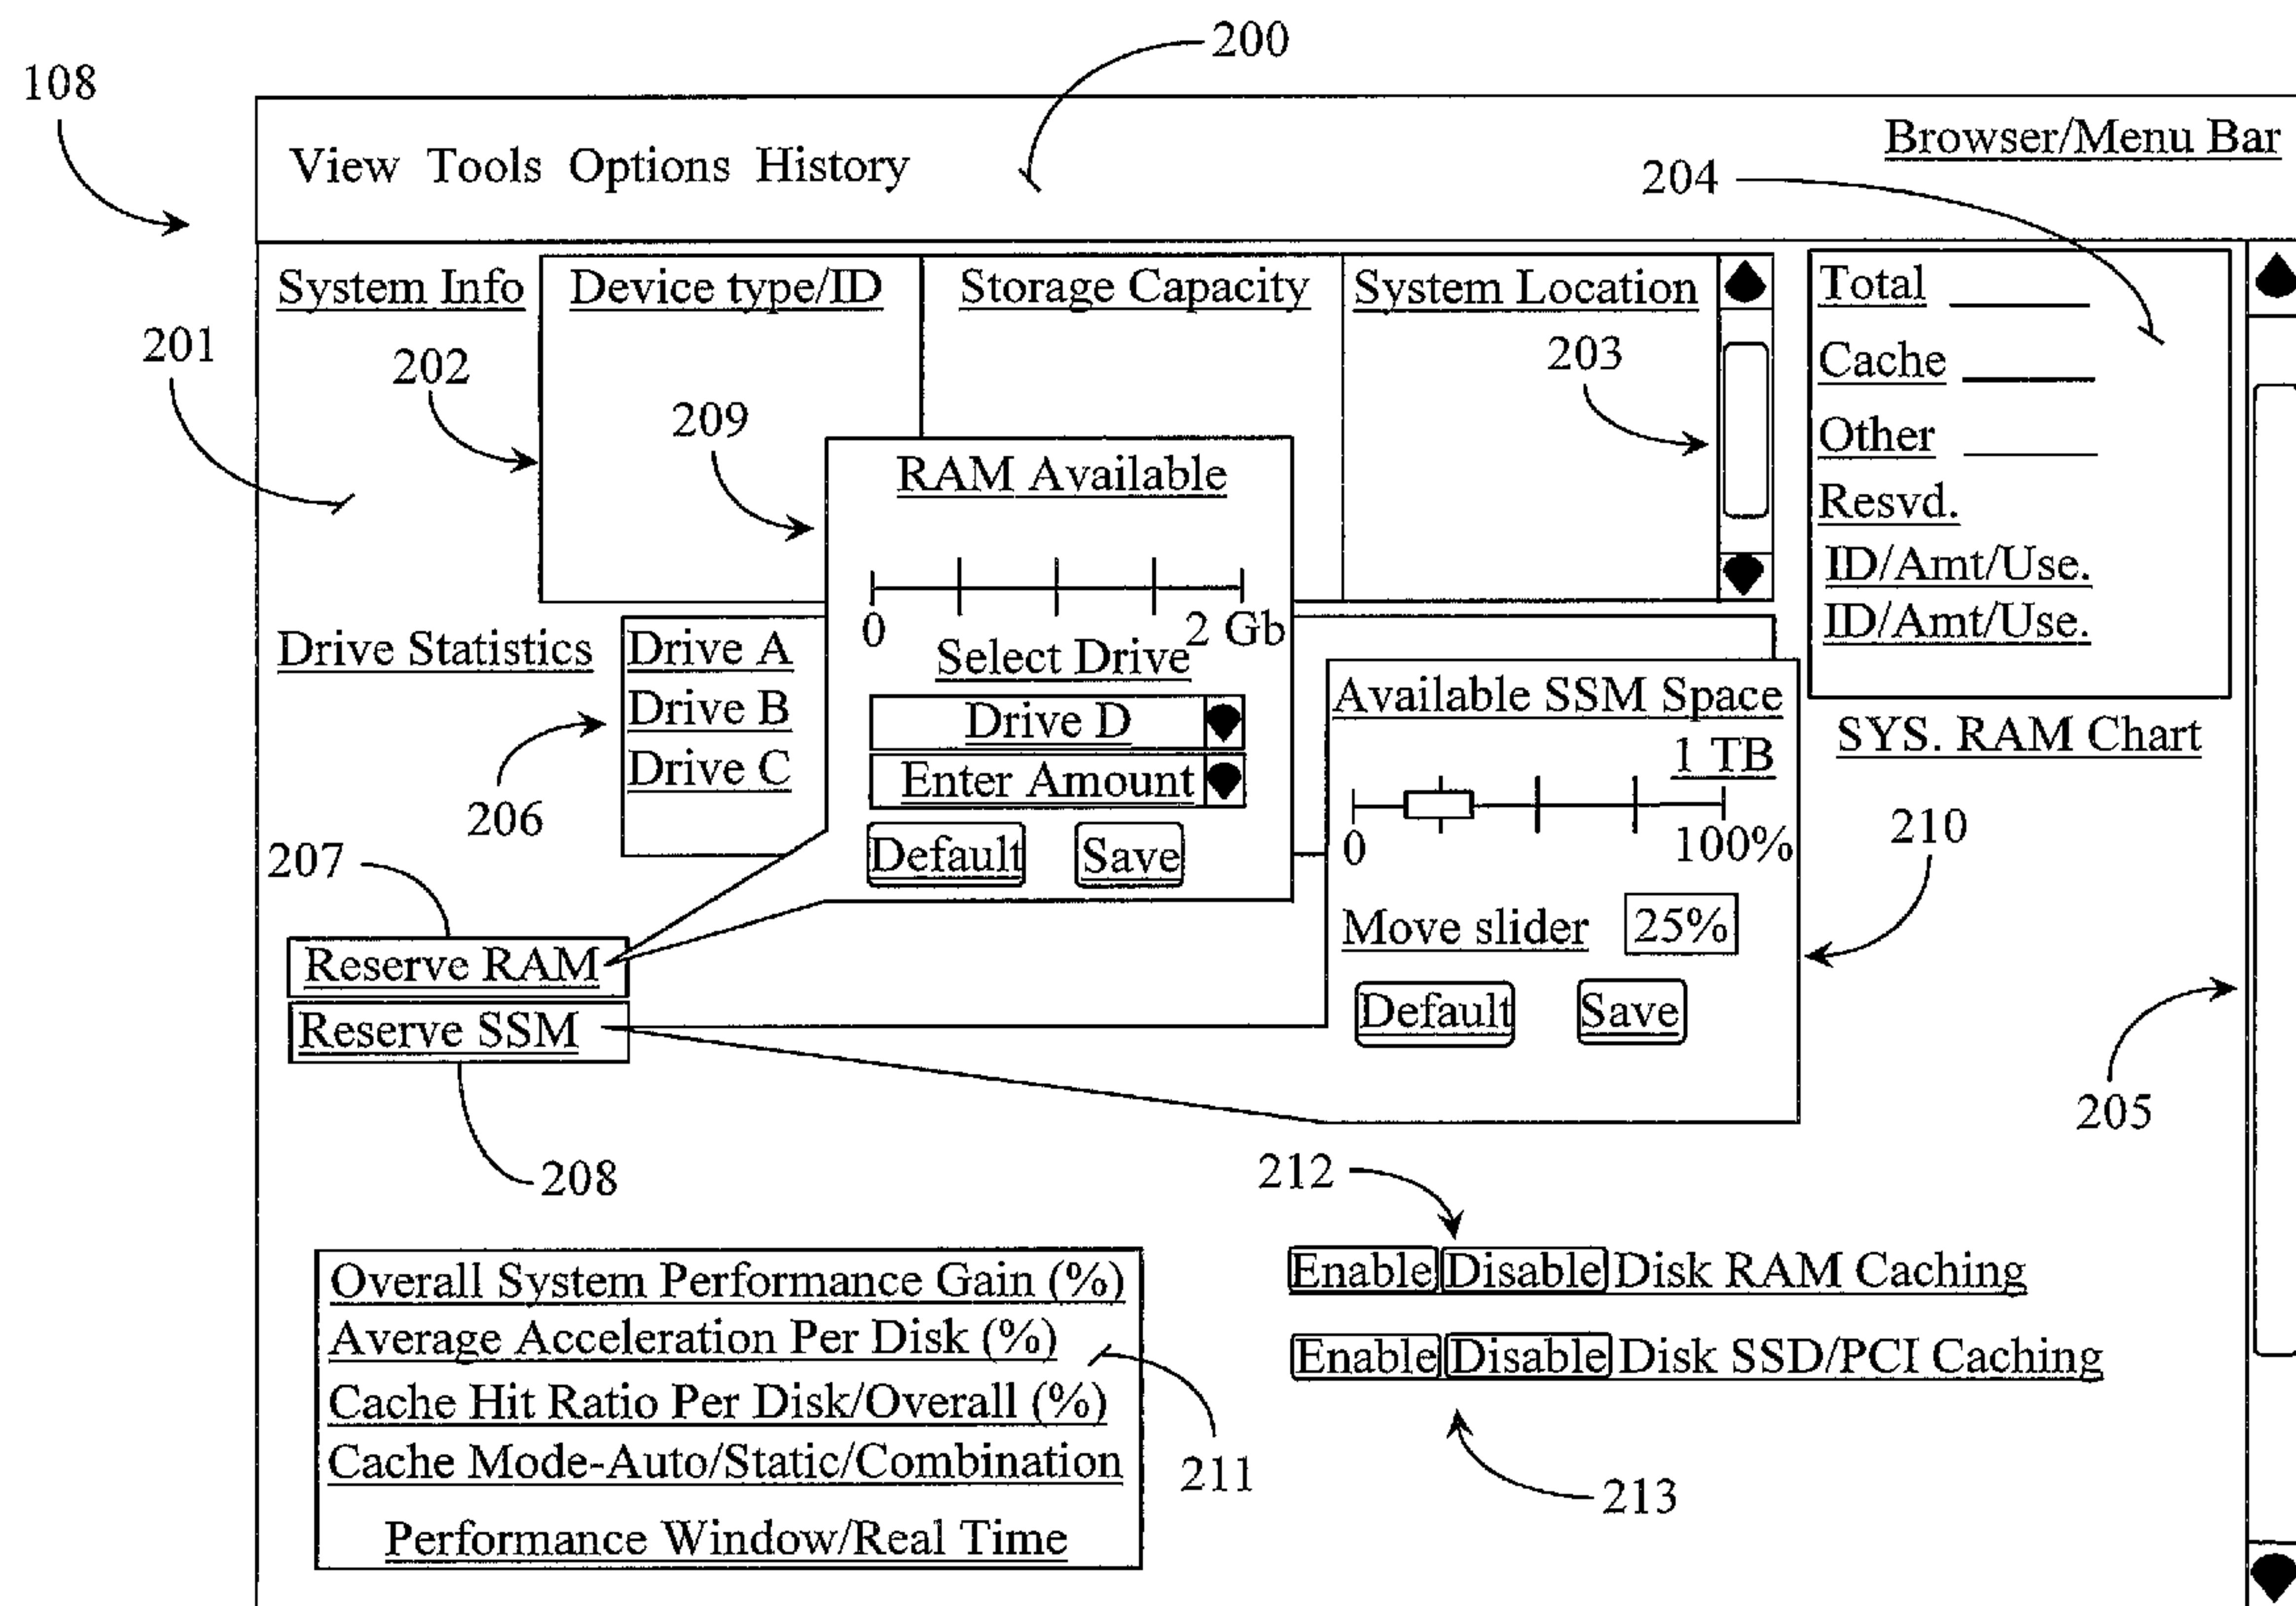 200
108
Browser/Menu Bar
View Tools Options History
204
System Info
Device type/ID
Storage Capacity
System Location
Total
Cache
Other
Resvd.
ID/Amt/Use.
ID/Amt/Use.
SYS. RAM Chart
201
202
203
209
RAM Available
0
2 Gb
Select Drive
Drive D
Enter Amount
Default
Save
Drive Statistics
Drive A
Drive B
Drive C
206
Available SSM Space
1 TB
0
100%
Move slider
25%
Default
Save
210
207
Reserve RAM
Reserve SSM
208
205
212
Enable Disable Disk RAM Caching
Enable Disable Disk SSD/PCI Caching
213
Overall System Performance Gain (%)
Average Acceleration Per Disk (%)
Cache Hit Ratio Per Disk/Overall (%)
Cache Mode-Auto/Static/Combination
Performance Window/Real Time
211